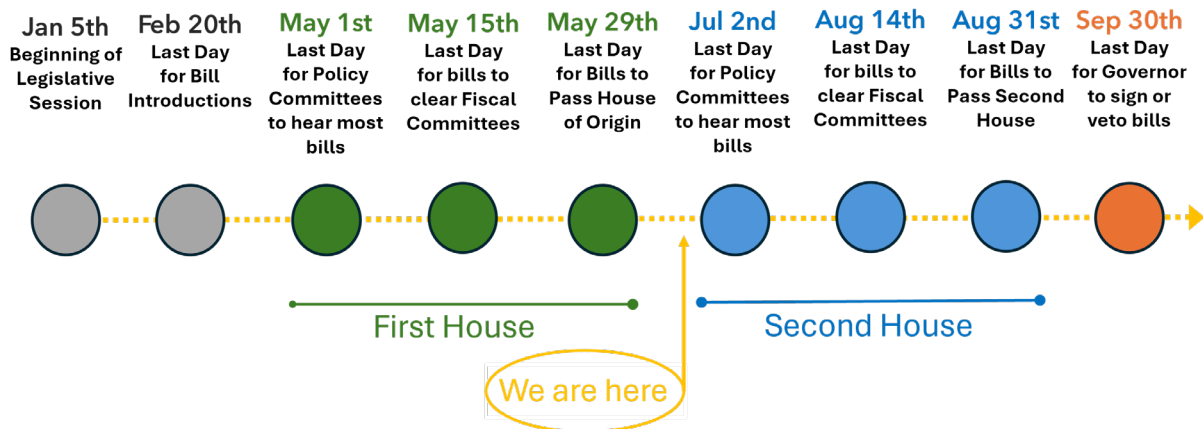 Jan 5th
Beginning of
Legislative
Session
Feb 20th
Last Day
for Bill
Introductions
May 1st
Last Day
for Policy
Committees
to hear most
bills
May 15th
Last Day
for bills to
clear Fiscal
Committees
May 29th
Last Day
for Bills to
Pass House
of Origin
Jul 2nd
Last Day
for Policy
Committees
to hear most
bills
Aug 14th
Last Day
for bills to
clear Fiscal
Committees
Aug 31st
Last Day
for Bills to
Pass Second
House
Sep 30th
Last Day
for Governor
to sign or
veto bills
First House
Second House
We are here